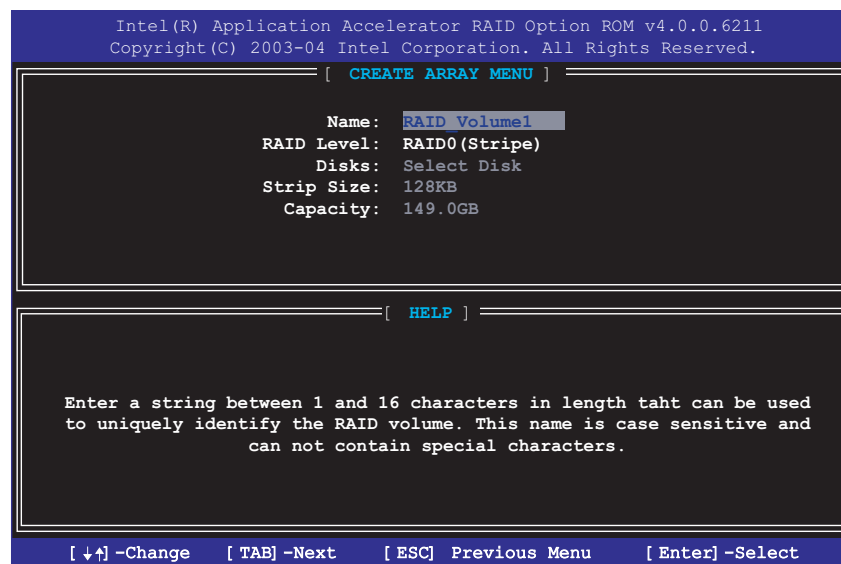 Intel(R) Application Accelerator RAID Option ROM v4.0.0.6211
Copyright(C) 2003-04 Intel Corporation. All Rights Reserved.
[ CREATE ARRAY MENU ]
Name: RAID_Volume1
RAID Level: RAID0(Stripe)
Disks: Select Disk
Strip Size: 128KB
Capacity: 149.0GB
[ HELP ]
Enter a string between 1 and 16 characters in length taht can be used
to uniquely identify the RAID volume. This name is case sensitive and
can not contain special characters.
[↓↑]-Change [TAB]-Next [ESC] Previous Menu [Enter]-Select